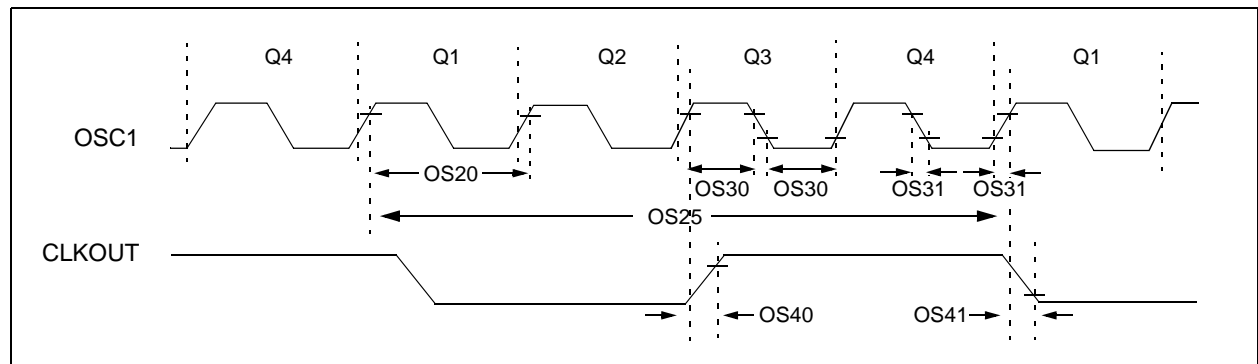 Q4 Q1 Q2 Q3 Q4 Q1
OSC1
OS20 OS30 OS30 OS31 OS31
OS25
CLKOUT
OS40 OS41